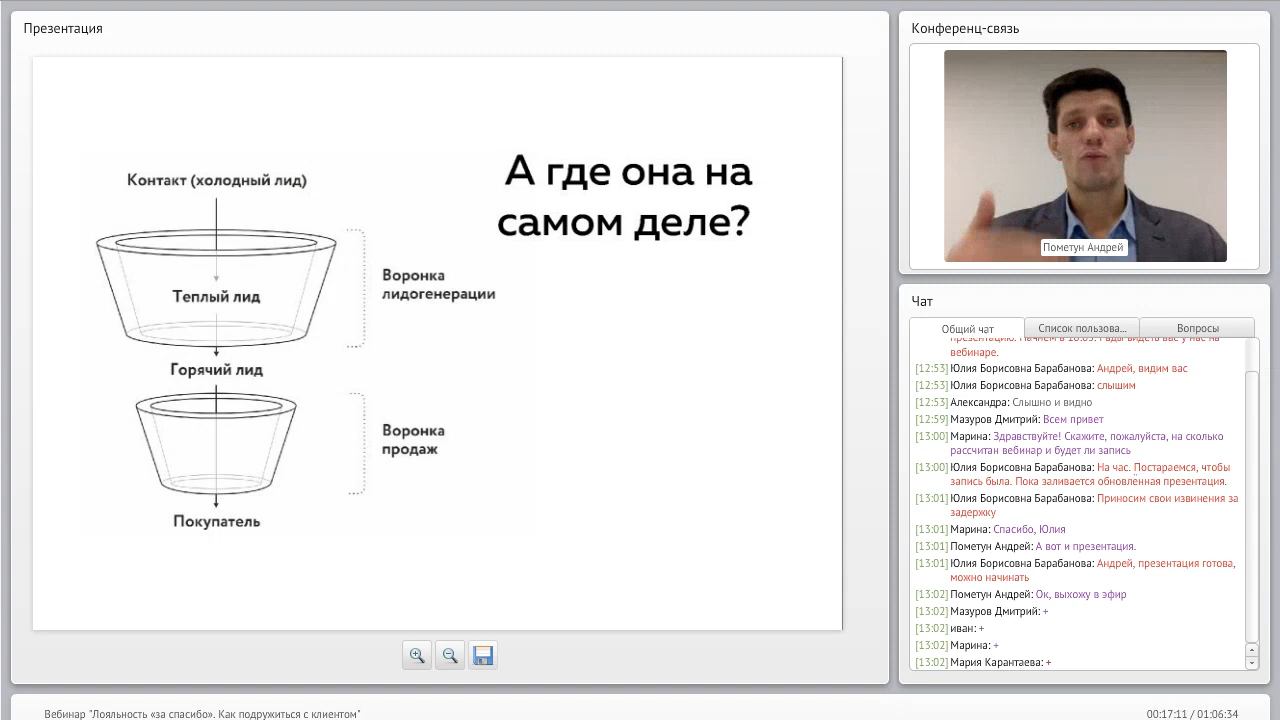 Презентация
А где она на
самом деле?
Контакт (холодный лид)
Теплый лид
Воронка
лидогенерации
Горячий лид
Воронка
продаж
Покупатель
Конференц-связь
Пометун Андрей
Чат
Общий чат
Список пользова...
Вопросы
вебинаре.
[12:53] Юлия Борисовна Барабанова: Андрей, видим вас
[12:53] Юлия Борисовна Барабанова: слышим
[12:53] Александра: Слышно и видно
[12:59] Мазуров Дмитрий: Всем привет
[13:00] Марина: Здравствуйте! Скажите, пожалуйста, на сколько
рассчитан вебинар и будет ли запись
[13:00] Юлия Борисовна Барабанова: На час. Постараемся, чтобы
запись была. Пока заливается обновлённая презентация.
[13:01] Юлия Борисовна Барабанова: Приносим свои извинения за
задержку
[13:01] Марина: Спасибо, Юлия
[13:01] Пометун Андрей: А вот и презентация.
[13:01] Юлия Борисовна Барабанова: Андрей, презентация готова,
можно начинать
[13:02] Пометун Андрей: Ок, выхожу в эфир
[13:02] Мазуров Дмитрий: +
[13:02] иван: +
[13:02] Марина: +
[13:02] Мария Карантаева: +
Вебинар "Лояльность «за спасибо». Как подружиться с клиентом"
00:17:11 / 01:06:34